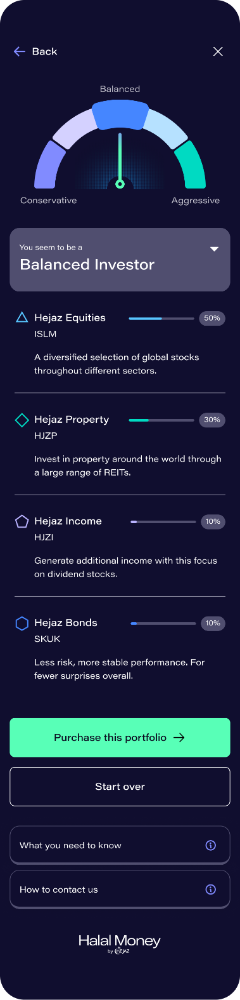 Back
Balanced
Conservative
Aggressive
You seem to be a
Balanced Investor
Hejaz Equities
50%
ISLM
A diversified selection of global stocks
throughout different sectors.
Hejaz Property
30%
HJZP
Invest in property around the world through
a large range of REITs.
Hejaz Income
10%
HJZI
Generate additional income with this focus
on dividend stocks.
Hejaz Bonds
10%
SKUK
Less risk, more stable performance. For
fewer surprises overall.
Purchase this portfolio
Start over
What you need to know
How to contact us
Halal Money
by HEJAZ